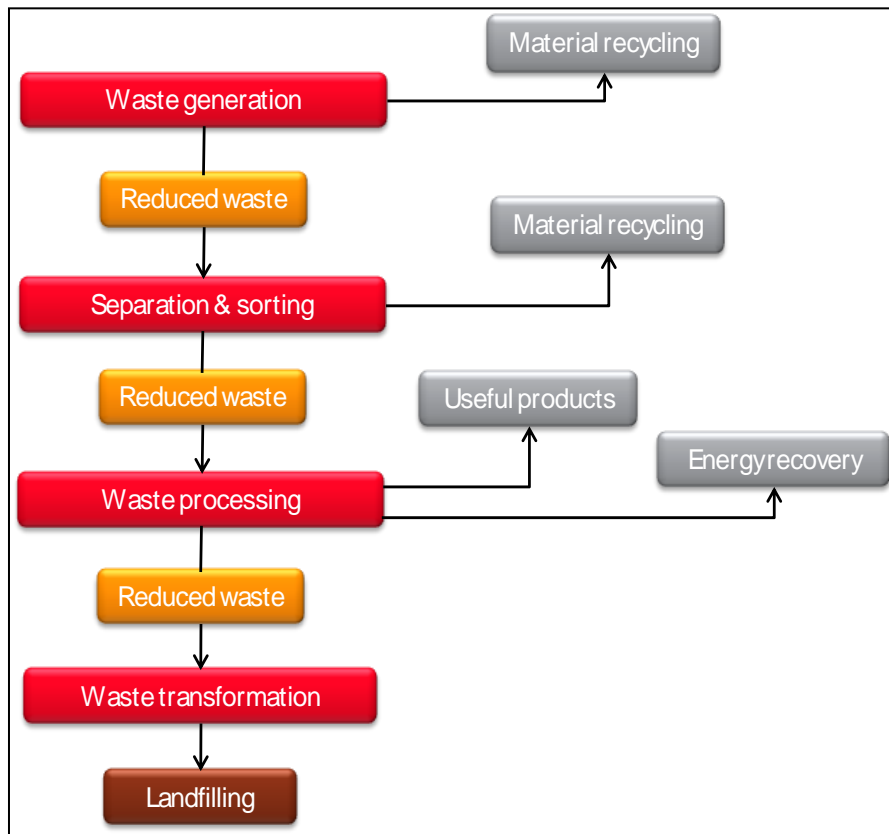 Material recycling
Waste generation
Reduced waste
Material recycling
Separation & sorting
Reduced waste
Useful products
Energy recovery
Waste processing
Reduced waste
Waste transformation
Landfilling